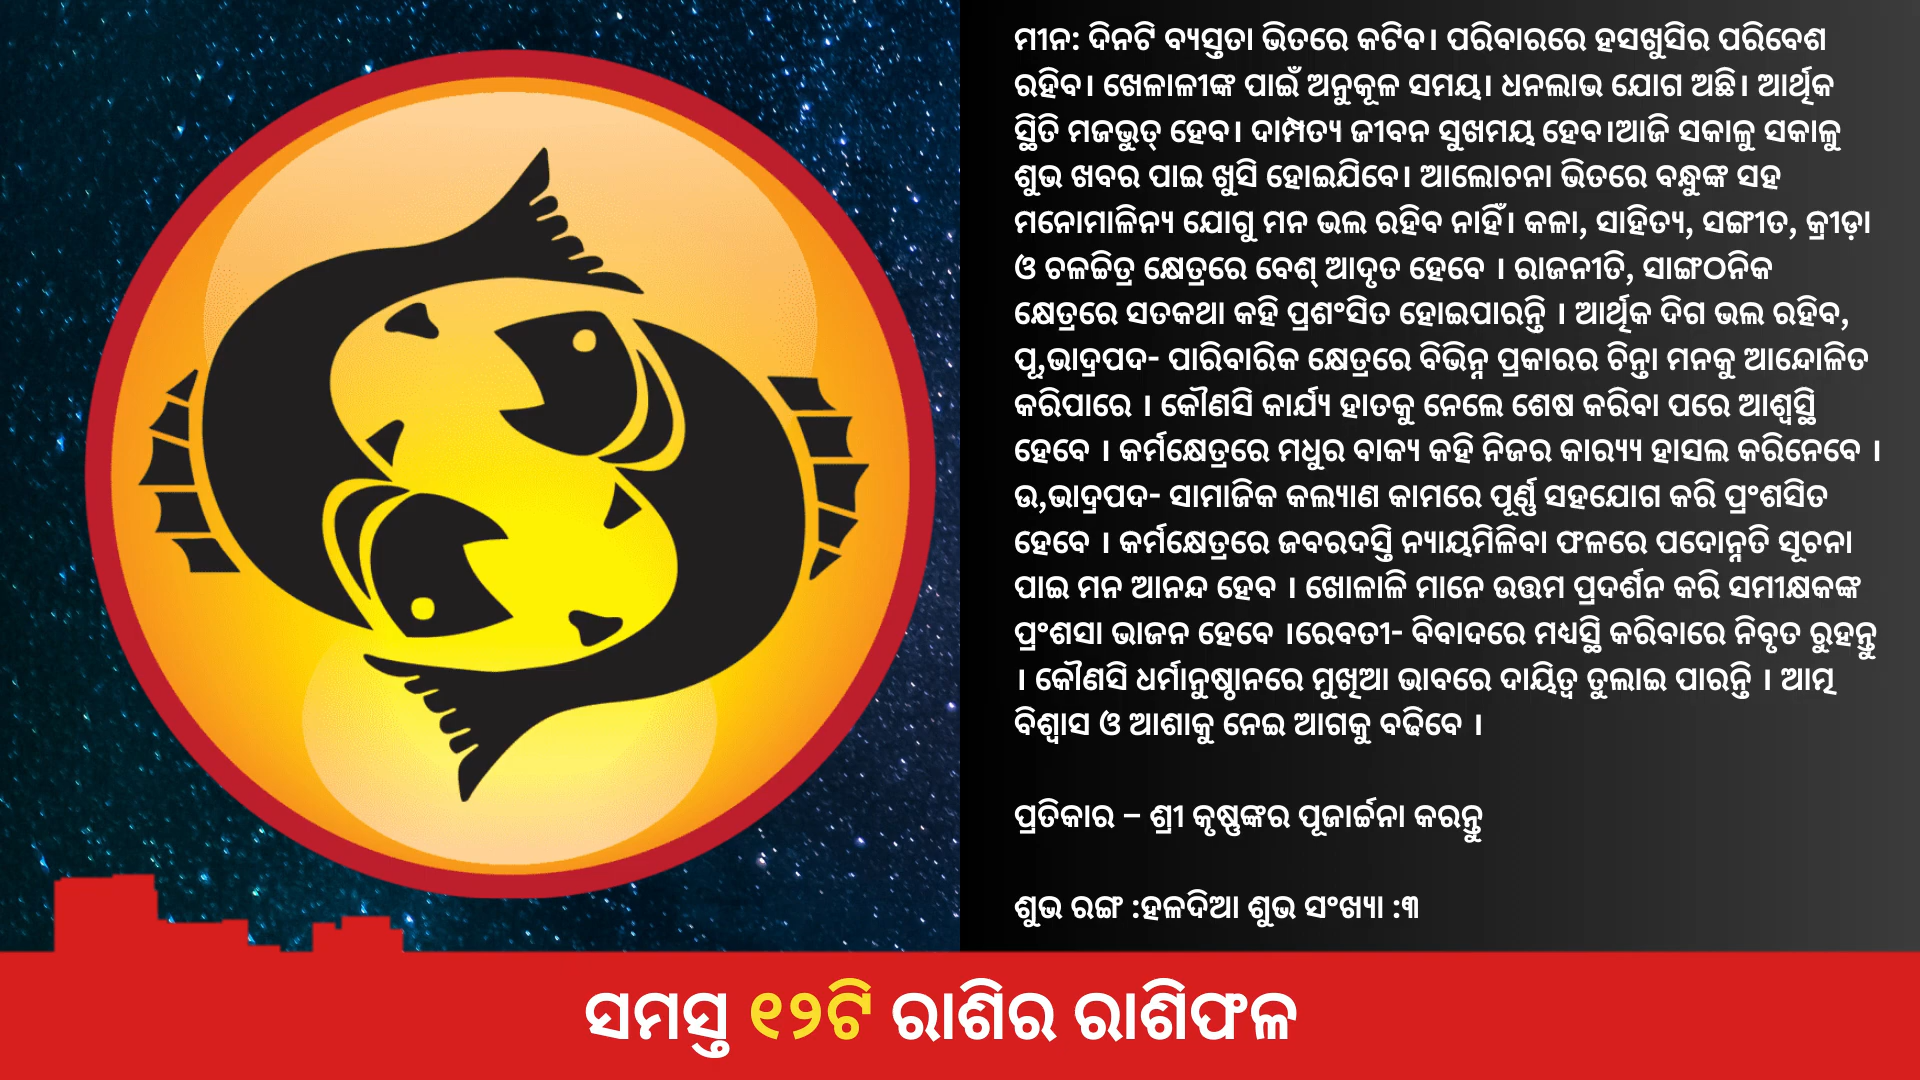 ମୀନ: ଦିନଟି ବ୍ୟସ୍ତତା ଭିତରେ କଟିବ। ପରିବାରରେ ହସଖୁସିର ପରିବେଶ
ରହିବ। ଖେଳାଳୀଙ୍କ ପାଇଁ ଅନୁକୂଳ ସମୟ। ଧନଲାଭ ଯୋଗ ଅଛି। ଆର୍ଥିକ
ସ୍ଥିତି ମଜଭୁତ୍ ହେବ। ଦାମ୍ପତ୍ୟ ଜୀବନ ସୁଖମୟ ହେବ।ଆଜି ସକାଳୁ ସକାଳୁ
ଶୁଭ ଖବର ପାଇ ଖୁସି ହୋଇଯିବେ। ଆଲୋଚନା ଭିତରେ ବନ୍ଧୁଙ୍କ ସହ
ମନୋମାଳିନ୍ୟ ଯୋଗୁ ମନ ଭଲ ରହିବ ନାହିଁ। କଳା, ସାହିତ୍ୟ, ସଙ୍ଗୀତ, କ୍ରୀଡ଼ା
ଓ ଚଳଚ୍ଚିତ୍ର କ୍ଷେତ୍ରରେ ବେଶ୍ ଆଦୃତ ହେବେ । ରାଜନୀତି, ସାଙ୍ଗଠନିକ
କ୍ଷେତ୍ରରେ ସତକଥା କହି ପ୍ରଶଂସିତ ହୋଇପାରନ୍ତି । ଆର୍ଥିକ ଦିଗ ଭଲ ରହିବ,
ପୂ,ଭାଦ୍ରପଦ- ପାରିବାରିକ କ୍ଷେତ୍ରରେ ବିଭିନ୍ନ ପ୍ରକାରର ଚିନ୍ତା ମନକୁ ଆନ୍ଦୋଳିତ
କରିପାରେ । କୌଣସି କାର୍ଯ୍ୟ ହାତକୁ ନେଲେ ଶେଷ କରିବା ପରେ ଆଶ୍ୱସ୍ଥି
ହେବେ । କର୍ମକ୍ଷେତ୍ରରେ ମଧୁର ବାକ୍ୟ କହି ନିଜର କାର‌୍ୟ୍ୟ ହାସଲ କରିନେବେ ।
ଉ,ଭାଦ୍ରପଦ- ସାମାଜିକ କଲ୍ୟାଣ କାମରେ ପୂର୍ଣ୍ଣ ସହଯୋଗ କରି ପ୍ରଂଶସିତ
ହେବେ । କର୍ମକ୍ଷେତ୍ରରେ ଜବରଦସ୍ତି ନ୍ୟାୟମିଳିବା ଫଳରେ ପଦୋନ୍ନତି ସୂଚନା
ପାଇ ମନ ଆନନ୍ଦ ହେବ । ଖୋଳାଳି ମାନେ ଉତ୍ତମ ପ୍ରଦର୍ଶନ କରି ସମୀକ୍ଷକଙ୍କ
ପ୍ରଂଶସା ଭାଜନ ହେବେ ।ରେବତୀ- ବିବାଦରେ ମଧ୍ୟସ୍ଥି କରିବାରେ ନିବୃତ ରୁହନ୍ତୁ
। କୌଣସି ଧର୍ମାନୁଷ୍ଠାନରେ ମୁଖିଆ ଭାବରେ ଦାୟିତ୍ୱ ତୁଲାଇ ପାରନ୍ତି । ଆତ୍ମ
ବିଶ୍ୱାସ ଓ ଆଶାକୁ ନେଇ ଆଗକୁ ବଢିବେ ।
ପ୍ରତିକାର – ଶ୍ରୀ କୃଷ୍ଣଙ୍କର ପୂଜାର୍ଚ୍ଚନା କରନ୍ତୁ
ଶୁଭ ରଙ୍ଗ :ହଳଦିଆ ଶୁଭ ସଂଖ୍ୟା :୩
ସମସ୍ତ ୧୨ଟି ରାଶିର ରାଶିଫଳ